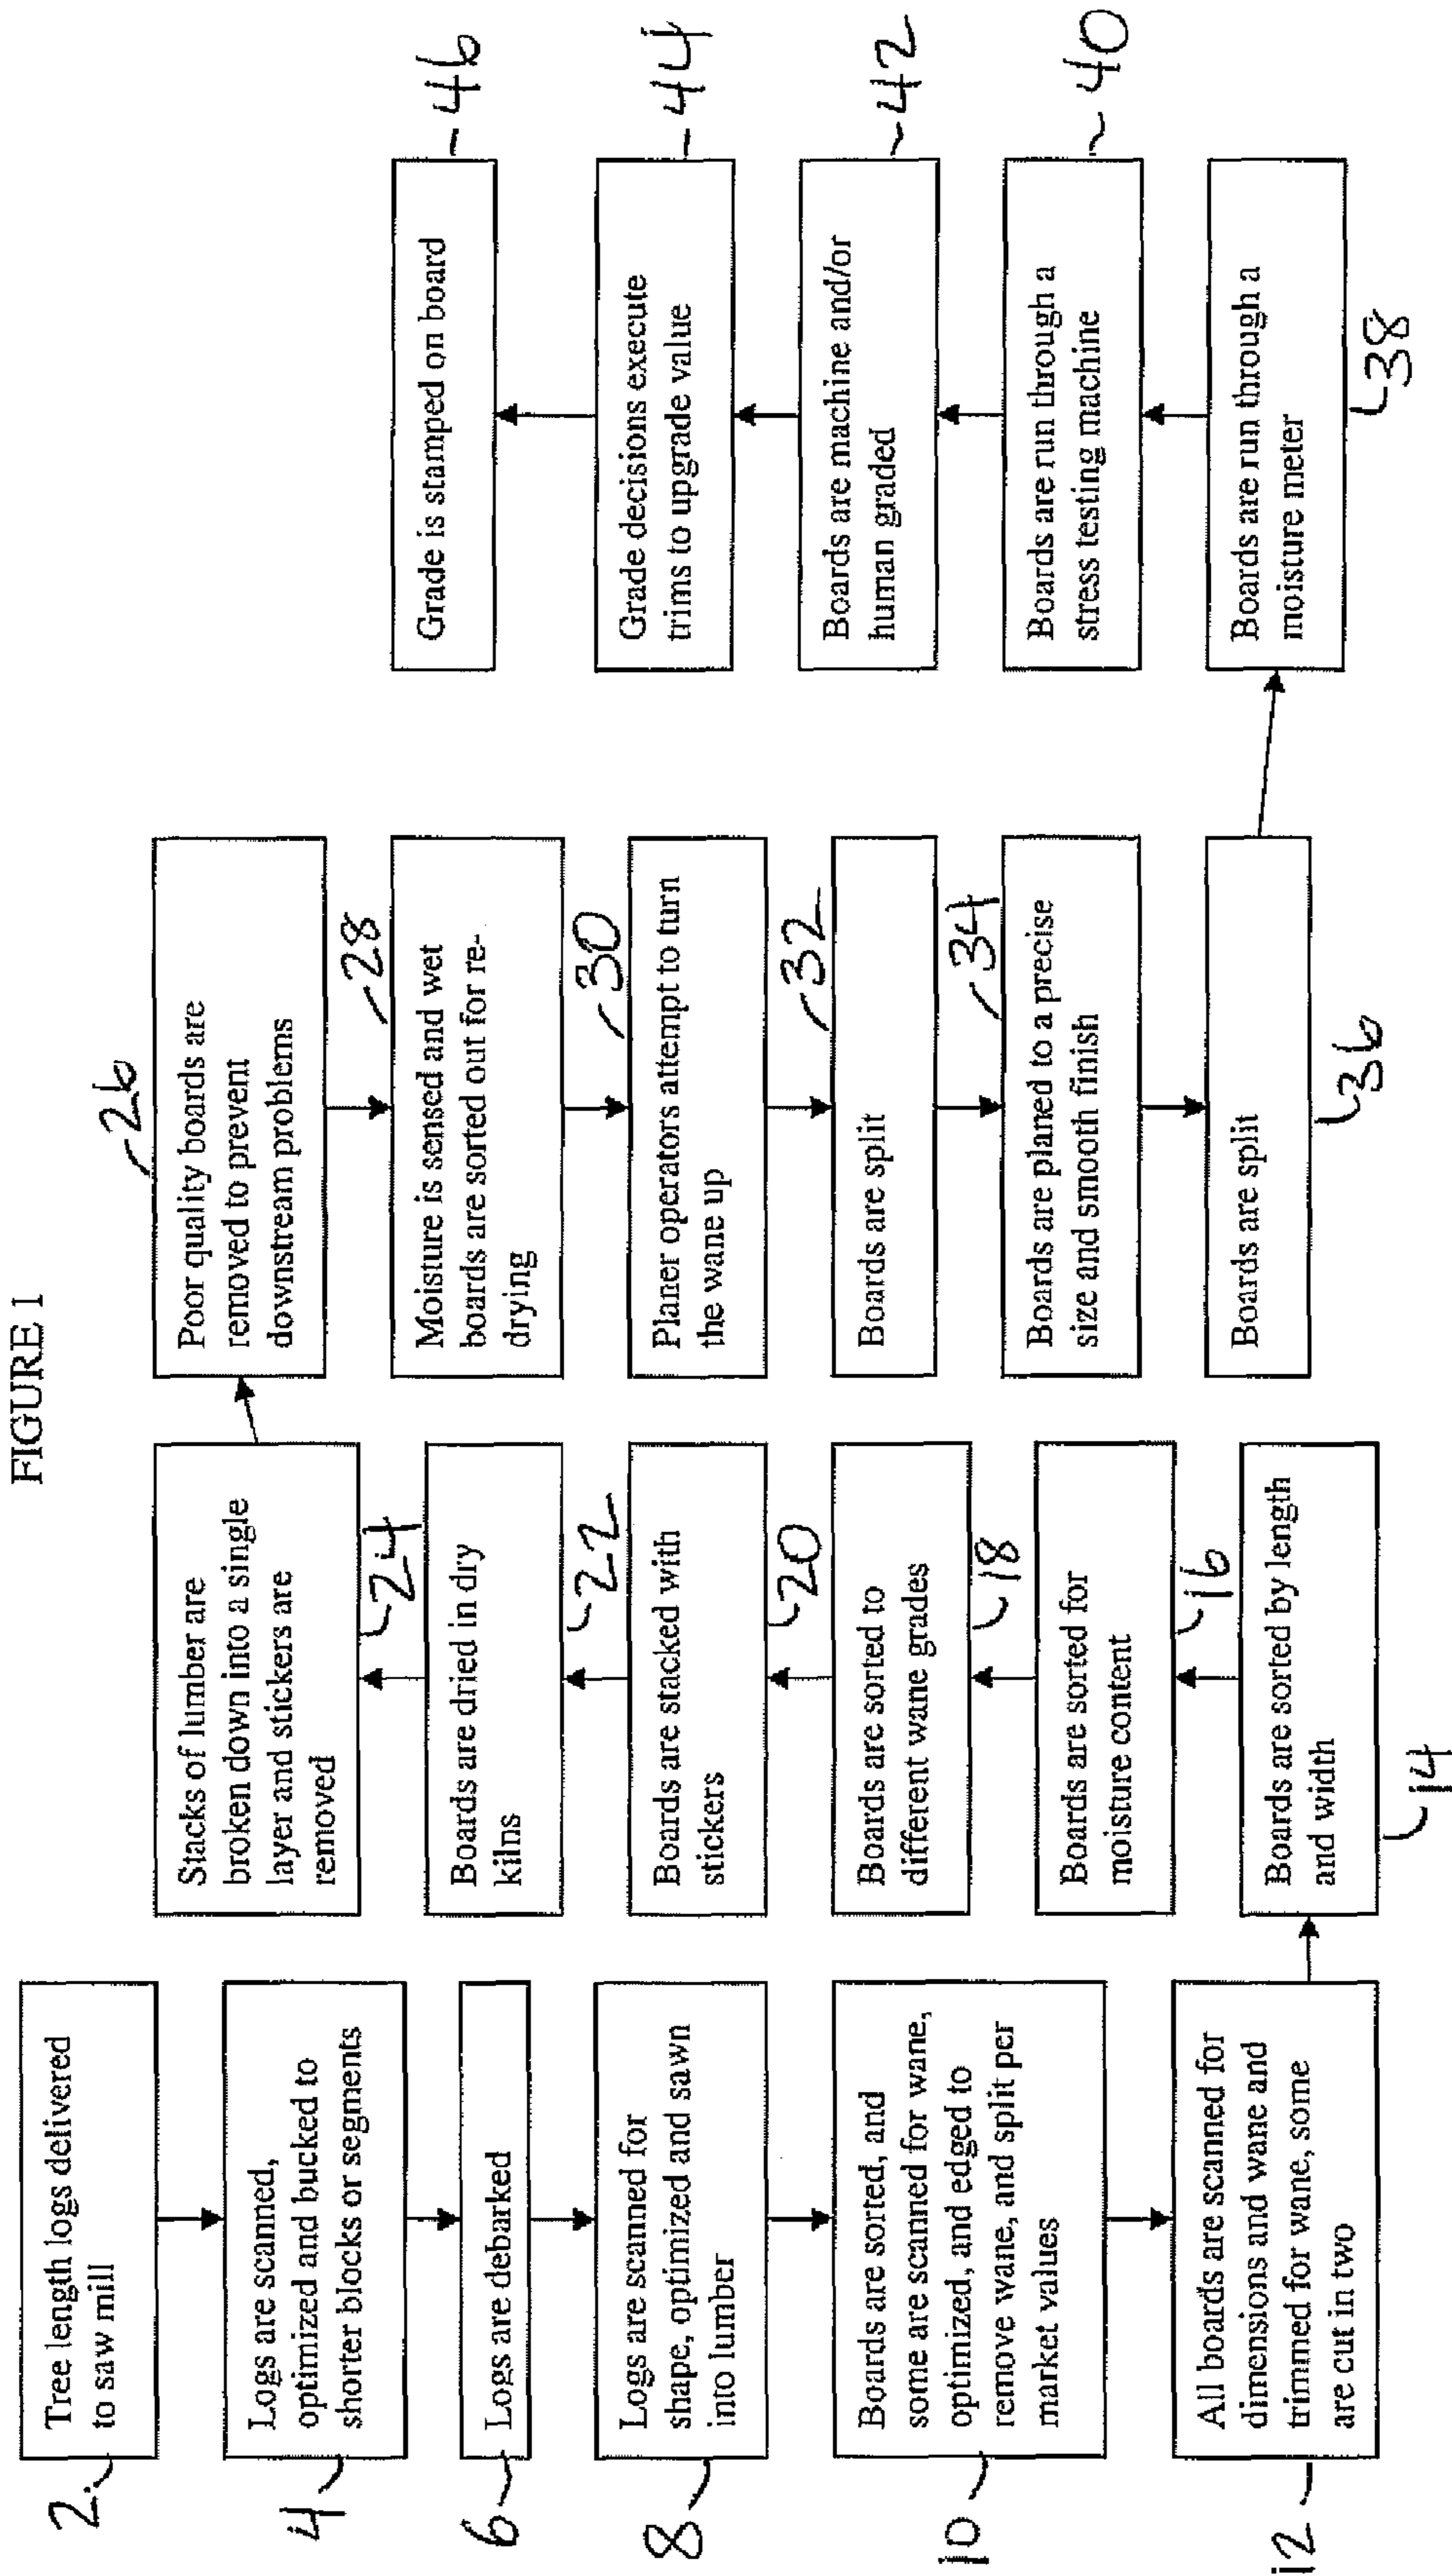 FIGURE 1
2
Tree length logs delivered
to saw mill
4
Logs are scanned,
optimized and bucked to
shorter blocks or segments
6
Logs are debarked
8
Logs are scanned for
shape, optimized and sawn
into lumber
10
Boards are sorted, and
some are scanned for wane,
optimized, and edged to
remove wane, and split per
market values
12
All boards are scanned for
dimensions and wane and
trimmed for wane, some
are cut in two
14
Boards are sorted by length
and width
16
Boards are sorted for
moisture content
18
Boards are sorted to
different wane grades
20
Boards are stacked with
stickers
22
Boards are dried in dry
kilns
24
Stacks of lumber are
broken down into a single
layer and stickers are
removed
26
Poor quality boards are
removed to prevent
downstream problems
28
Moisture is sensed and wet
boards are sorted out for re-
drying
30
Planer operators attempt to turn
the wane up
32
Boards are split
34
Boards are planed to a precise
size and smooth finish
36
Boards are split
38
Boards are run through a
moisture meter
40
Boards are run through a
stress testing machine
42
Boards are machine and/or
human graded
44
Grade decisions execute
trims to upgrade value
46
Grade is stamped on board